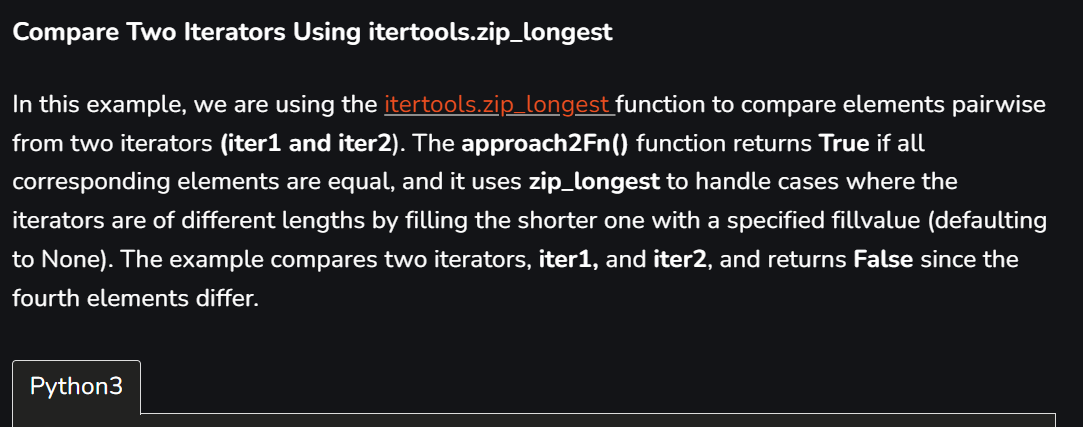 Compare Two Iterators Using itertools.zip_longest
In this example, we are using the itertools.zip_longest function to compare elements pairwise
from two iterators (iter1 and iter2). The approach2Fn() function returns True if all
corresponding elements are equal, and it uses zip_longest to handle cases where the
iterators are of different lengths by filling the shorter one with a specified fillvalue (defaulting
to None). The example compares two iterators, iter1, and iter2, and returns False since the
fourth elements differ.
Python3